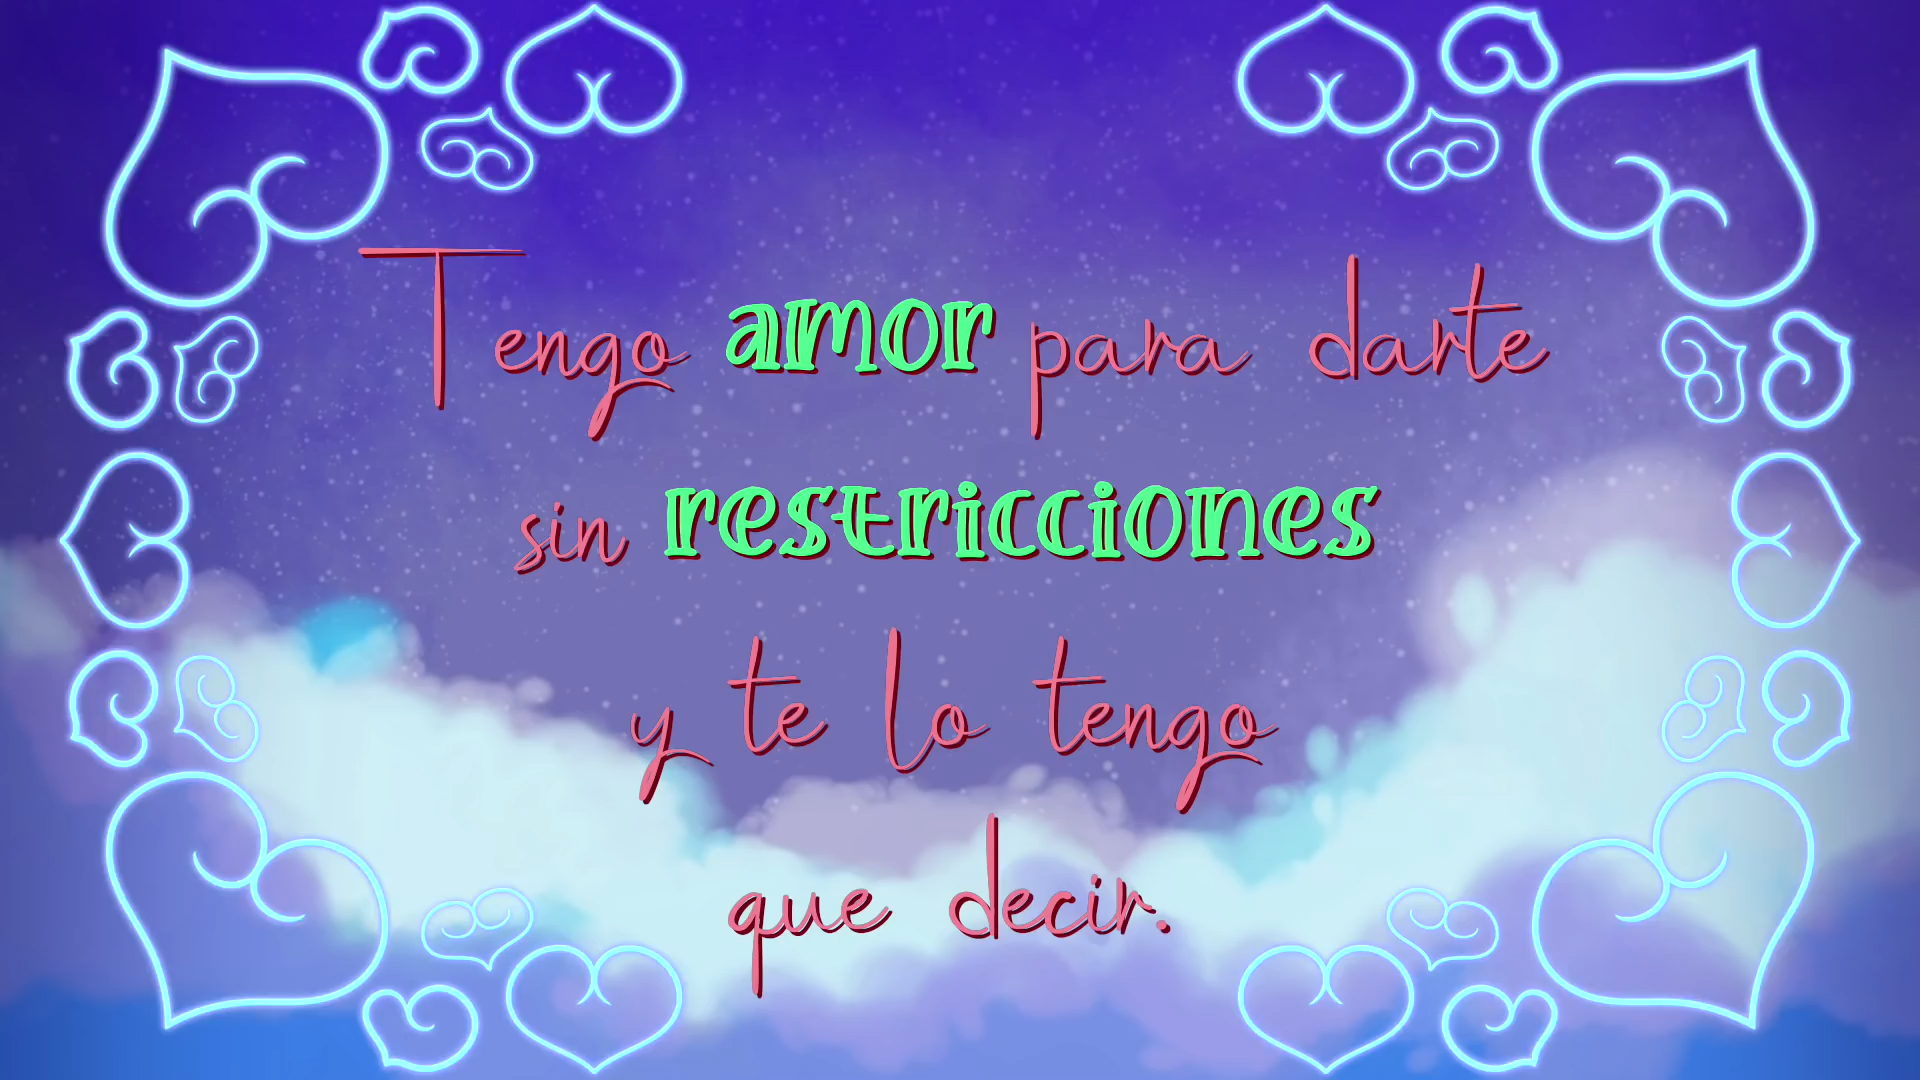 Tengo amor para darte
sin restricciones
y te lo tengo
que decir.